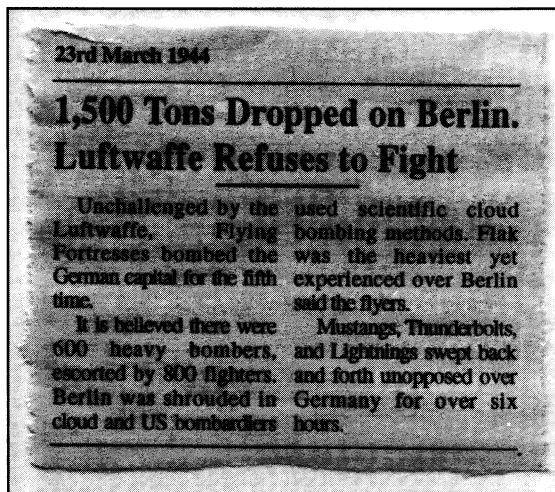 23rd March 1944
1,500 Tons Dropped on Berlin.
Luftwaffe Refuses to Fight
Unchallenged by the
Luftwaffe, Flying
Fortresses bombed the
German capital for the fifth
time.
It is believed there were
600 heavy bombers,
escorted by 800 fighters.
Berlin was shrouded in
cloud and US bombardiers
used scientific cloud
bombing methods. Flak
was the heaviest yet
experienced over Berlin
said the flyers.
Mustangs, Thunderbolts,
and Lightnings swept back
and forth unopposed over
Germany for over six
hours.